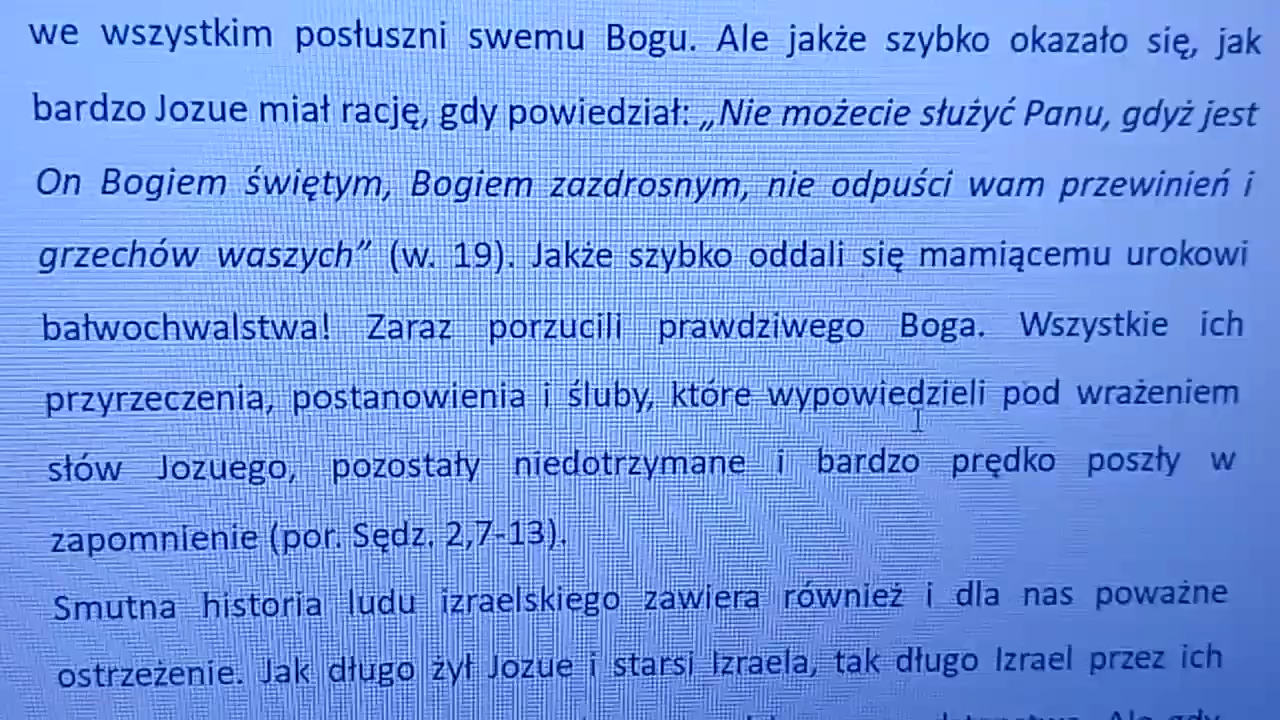 we wszystkim posłuszni swemu Bogu. Ale jakże szybko okazało się, jak
bardzo Jozue miał rację, gdy powiedział: „Nie możecie służyć Panu, gdyż jest
On Bogiem świętym, Bogiem zazdrosnym, nie odpuści wam przewinień i
grzechów waszych” (w. 19). Jakże szybko oddali się mamiącemu urokowi
bałwochwalstwa! Zaraz porzucili prawdziwego Boga. Wszystkie ich
przyrzeczenia, postanowienia i śluby, które wypowiedzieli pod wrażeniem
słów Jozuego, pozostały niedotrzymane i bardzo prędko poszły w
zapomnienie (por. Sędz. 2,7-13).
Smutna historia ludu izraelskiego zawiera również i dla nas poważne
ostrzeżenie. Jak długo żył Jozue i starsi Izraela, tak długo Izrael przez ich
Ale gdy